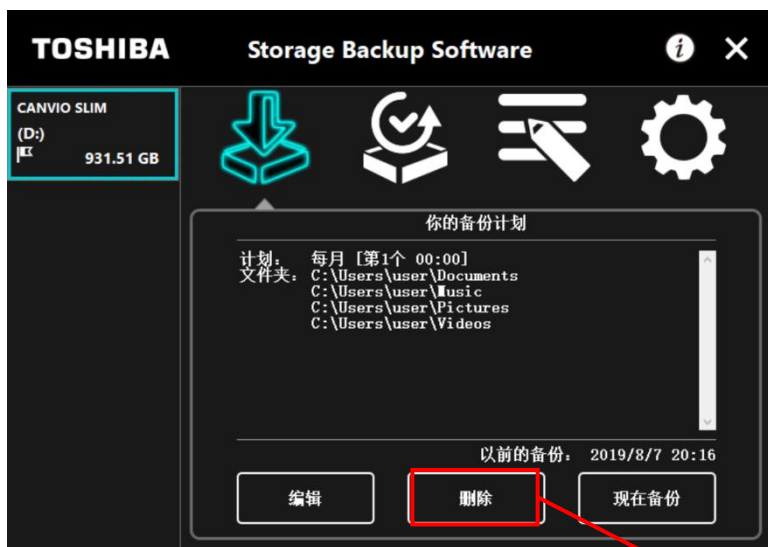 TOSHIBA
Storage Backup Software
i
CANVIO SLIM
(D:)
931.51 GB
你的备份计划
计划: 每月 [第1个 00:00]
文件夹: C:\Users\user\Documents
C:\Users\user\Music
C:\Users\user\Pictures
C:\Users\user\Videos
以前的备份: 2019/8/7 20:16
编辑
删除
现在备份